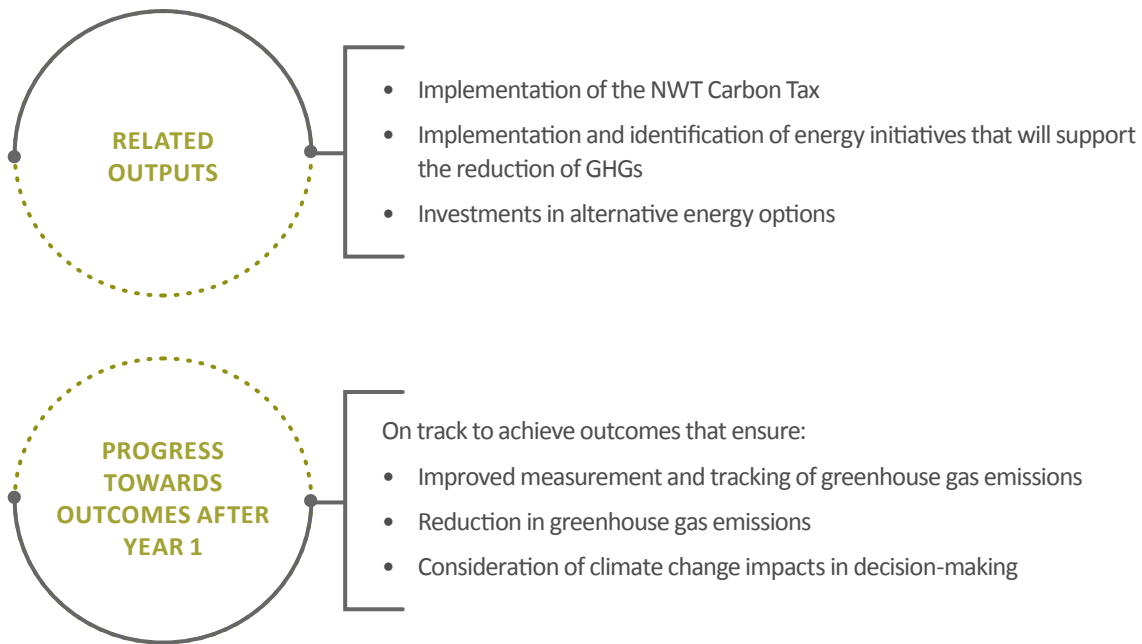 RELATED
OUTPUTS
• Implementation of the NWT Carbon Tax
• Implementation and identification of energy initiatives that will support
the reduction of GHGs
• Investments in alternative energy options
PROGRESS
TOWARDS
OUTCOMES AFTER
YEAR 1
On track to achieve outcomes that ensure:
• Improved measurement and tracking of greenhouse gas emissions
• Reduction in greenhouse gas emissions
• Consideration of climate change impacts in decision-making